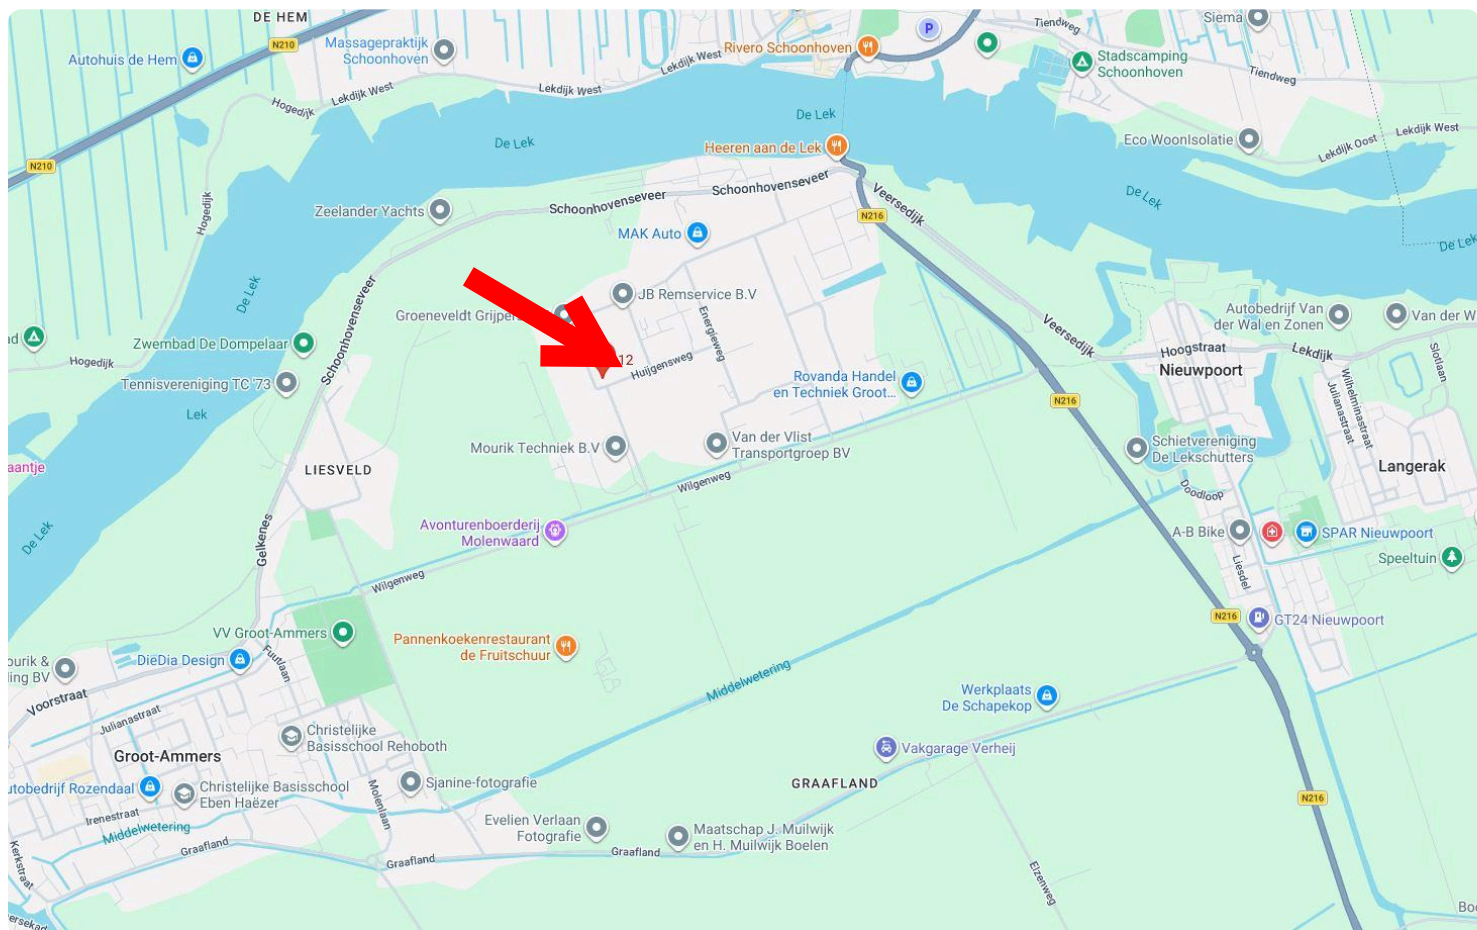 DE HEM
N210
Massagepraktijk
Schoonhoven
Autohuis de Hem
Rivero Schoonhoven
P
Tiendweg
Siema
Stadscamping
Schoonhoven
Tiendweg
Lekdijk West
Lekdijk West
Lekdijk West
Hogedijk
De Lek
De Lek
Heeren aan de Lek
Eco WoonIsolatie
Lekdijk Oost
Lekdijk West
N210
Hogedijk
Zeelander Yachts
Schoonhovenseveer
Schoonhovenseveer
Veersedijk
De Lek
N216
MAK Auto
De Lek
De Lek
JB Remservice B.V
Groeneveldt Grijper
Energieweg
Schoonhovenseveer
Zwembad De Dompelaar
Hogedijk
12
Huijgensweg
Veersedijk
Autobedrijf Van
der Wal en Zonen
Van der W
Hoogstraat
Nieuwpoort
Lekdijk
Slotlaan
Wilhelminastraat
Julianastraat
Tennisvereniging TC '73
Rovanda Handel
en Techniek Groot...
N216
Lek
Mourik Techniek B.V
Van der Vlist
Transportgroep BV
Schietvereniging
De Lekschutters
Langerak
aantje
LIESVELD
Wilgenweg
Doodloop
De Lek
Gelkenes
Avonturenboerderij
Molenwaard
A-B Bike
SPAR Nieuwpoort
Speeltuin
Liesdel
Wilgenweg
VV Groot-Ammers
Pannenkoekenrestaurant
de Fruitschuur
N216
GT24 Nieuwpoort
ourik &
ling BV
DieDia Design
Fuutlaan
Middelwetering
Werkplaats
De Schapekop
Voorstraat
Julianastraat
Christelijke
Basisschool Rehoboth
Vakgarage Verheij
Groot-Ammers
GRAAFLAND
utobedrijf Rozendaal
Christelijke Basisschool
Eben Haëzer
Sjanine-fotografie
Molenlaan
N216
Irenestraat
Middelwetering
Evelien Verlaan
Fotografie
Maatschap J. Muilwijk
en H. Muilwijk Boelen
Kerkstraat
Graafland
Graafland
Graafland
Elzenweg
Boo